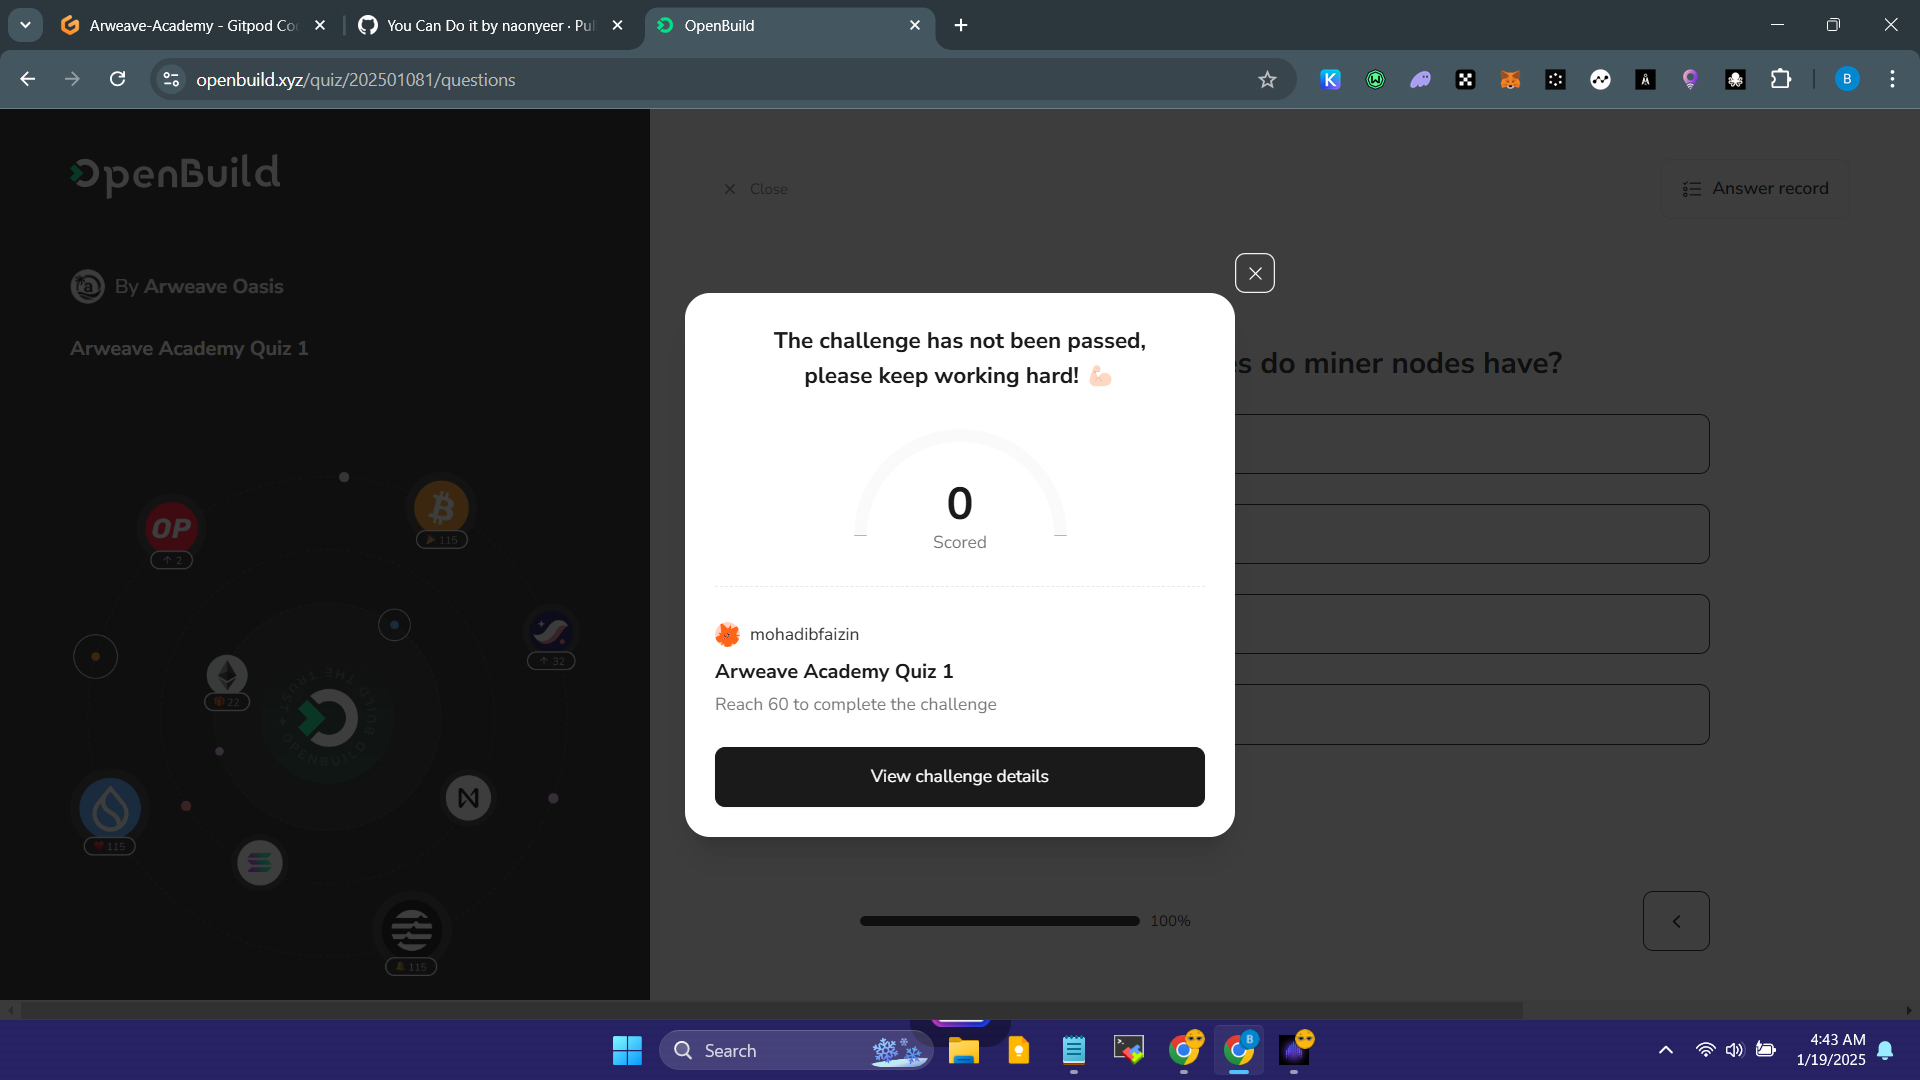 Arweave-Academy - Gitpod Co
You Can Do it by naonyeer · Pul
OpenBuild
openbuild.xyz/quiz/202501081/questions
B
OpenBuild
Close
Answer record
By Arweave Oasis
Arweave Academy Quiz 1
The challenge has not been passed,
please keep working hard!
es do miner nodes have?
0
Scored
OP
2
115
32
22
115
115
mohadibfaizin
Arweave Academy Quiz 1
Reach 60 to complete the challenge
View challenge details
100%
Search
B
4:43 AM
1/19/2025